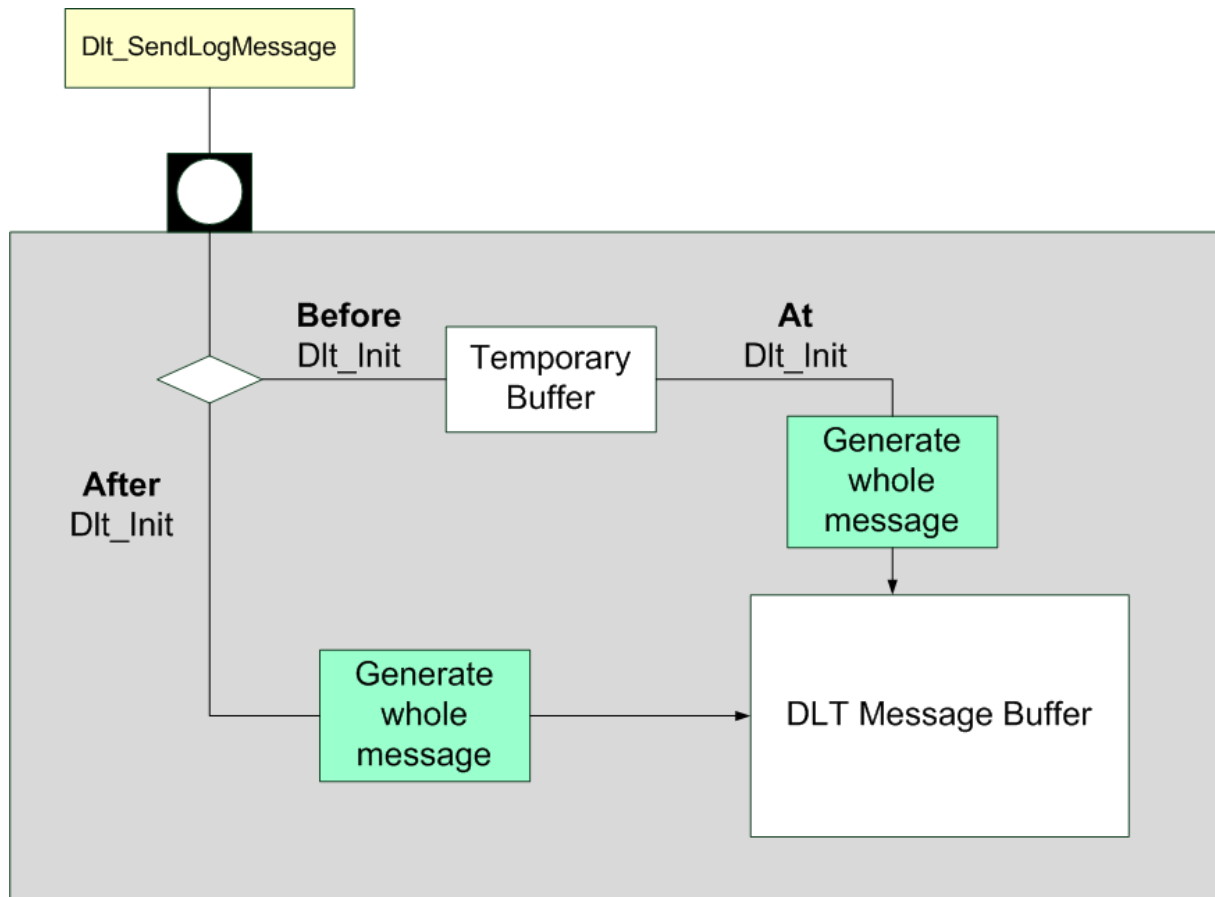 Dlt_SendLogMessage
Before
Dlt_Init
At
Dlt_Init
Temporary
Buffer
Generate
whole
message
After
Dlt_Init
Generate
whole
message
DLT Message Buffer